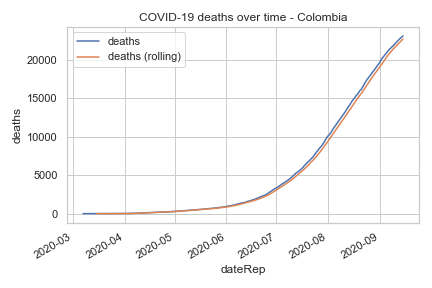 COVID-19 deaths over time - Colombia
deaths
deaths (rolling)
20000
15000
10000
5000
0
deaths
2020-03
2020-04
2020-05
2020-06
2020-07
2020-08
2020-09
dateRep